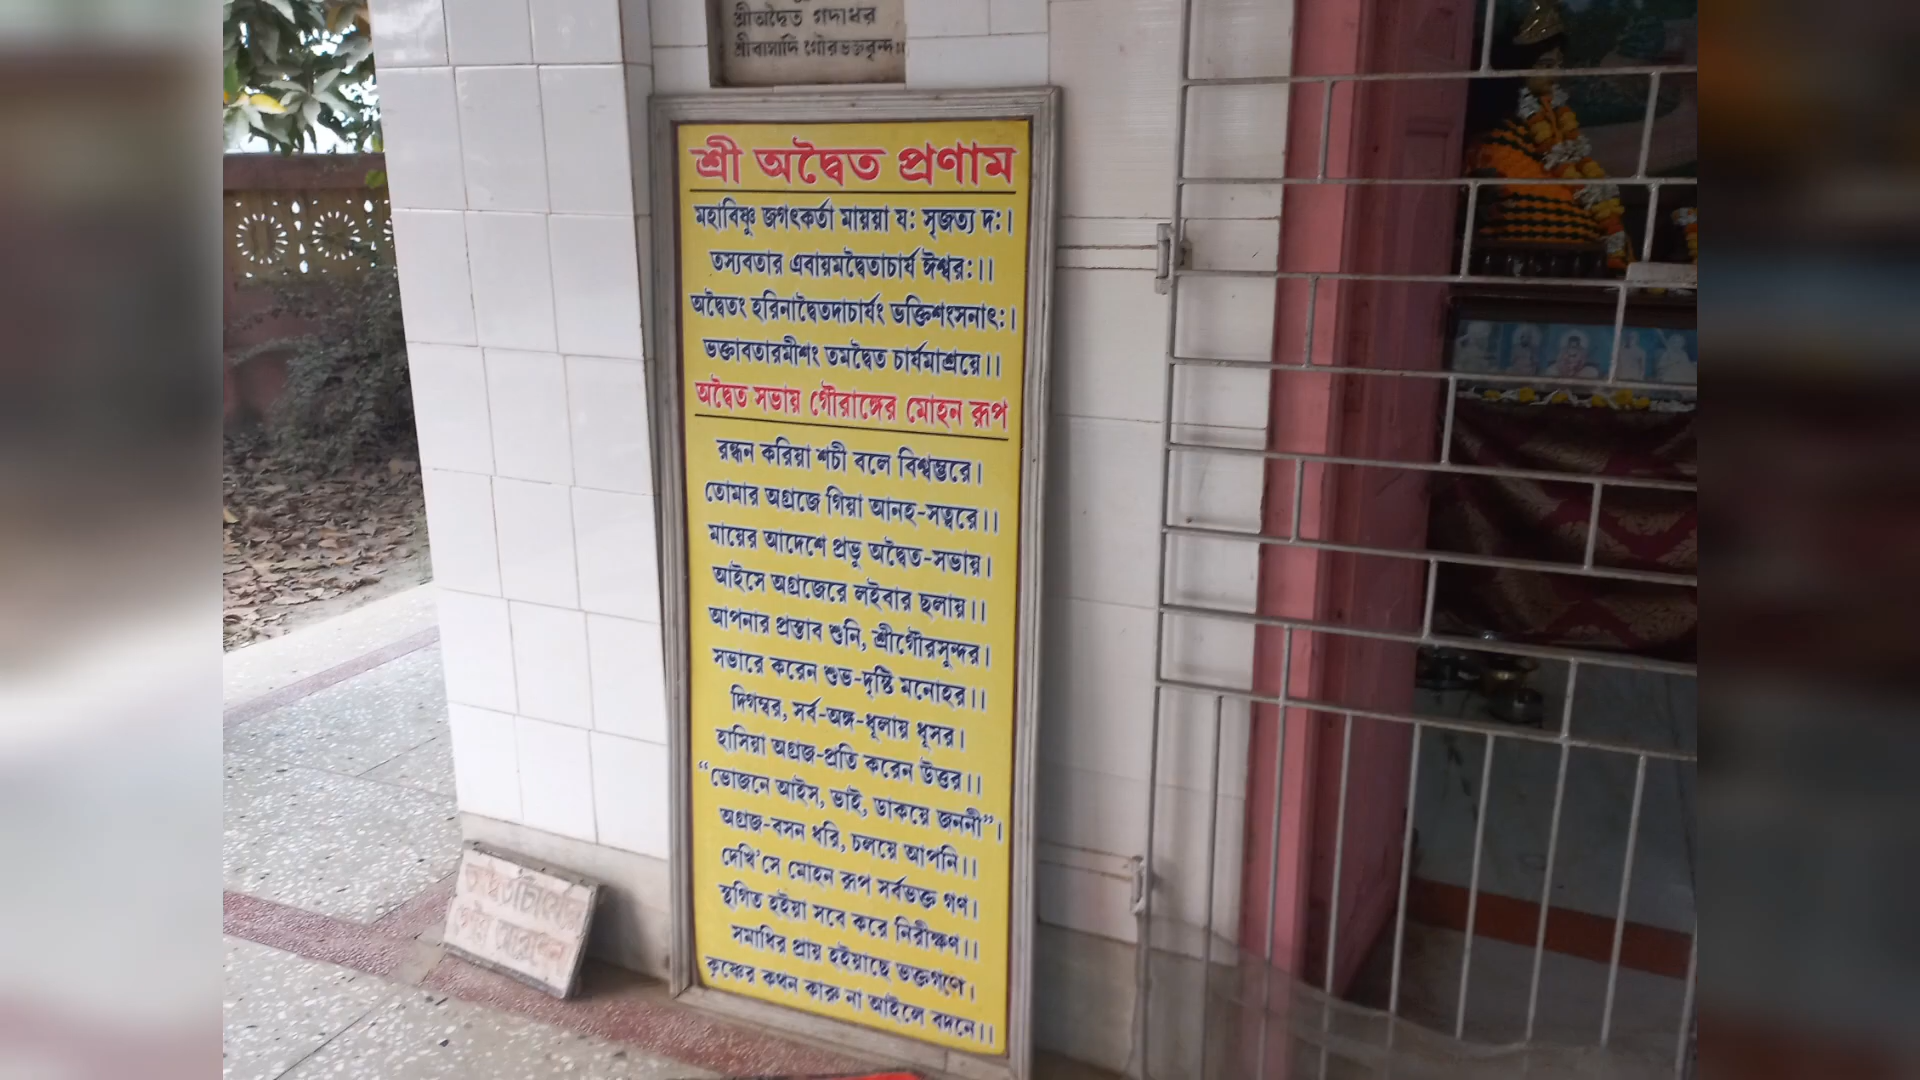 শ্রীঅদ্বৈত গদাধর
শ্রীবাসাদি গৌরভক্তবৃন্দ।।
শ্রী অদ্বৈত প্রণাম
মহাবিষ্ণু জগৎকর্তা মায়য়া যঃ সৃজত্য দঃ।
তস্যবতার এবায়মদ্বৈতাচার্য ঈশ্বরঃ।।
অদ্বৈতং হরিনাদ্বৈতদাচার্যং ভক্তিশংসনাৎঃ।
ভক্তাবতারমীশং তমদ্বৈত চার্যমাশ্রয়ে।।
অদ্বৈত সভায় গৌরাঙ্গের মোহন রূপ
রন্ধন করিয়া শচী বলে বিশ্বম্ভরে।
তোমার অগ্রজে গিয়া আনহ-সত্বরে।।
মায়ের আদেশে প্রভু অদ্বৈত-সভায়।
আইসে অগ্রজেরে লইবার ছলায়।।
আপনার প্রস্তাব শুনি, শ্রীগৌরসুন্দর।
সভারে করেন শুভ-দৃষ্টি মনোহর।।
দিগম্বর, সর্ব-অঙ্গ-ধূলায় ধূসর।
হাসিয়া অগ্রজ-প্রতি করেন উত্তর।।
“ভোজনে আইস, ভাই, ডাকয়ে জননী”।
অগ্রজ-বসন ধরি, চলয়ে আপনি।।
দেখি'সে মোহন রূপ সর্বভক্ত গণ।
স্থগিত হইয়া সবে করে নিরীক্ষণ।।
সমাধির প্রায় হইয়াছে ভক্তগণে।
কৃষ্ণের কথন কারু না আইলে বদনে।।